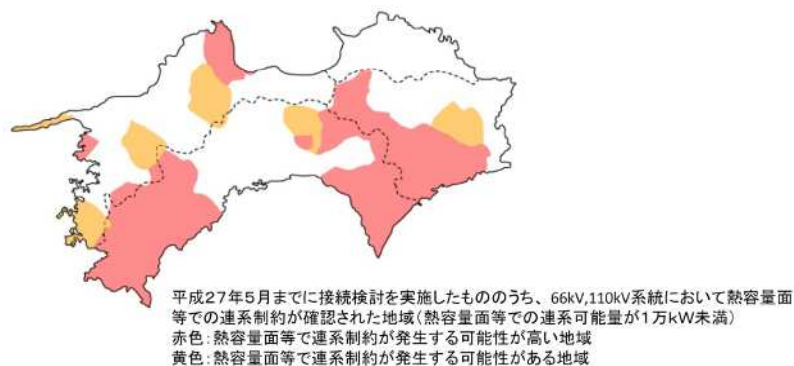 平成27年5月までに接続検討を実施したもののうち、66kV,110kV系統において熱容量面
等での連系制約が確認された地域(熱容量面等での連系可能量が1万kW未満)
赤色:熱容量面等で連系制約が発生する可能性が高い地域
黄色:熱容量面等で連系制約が発生する可能性がある地域